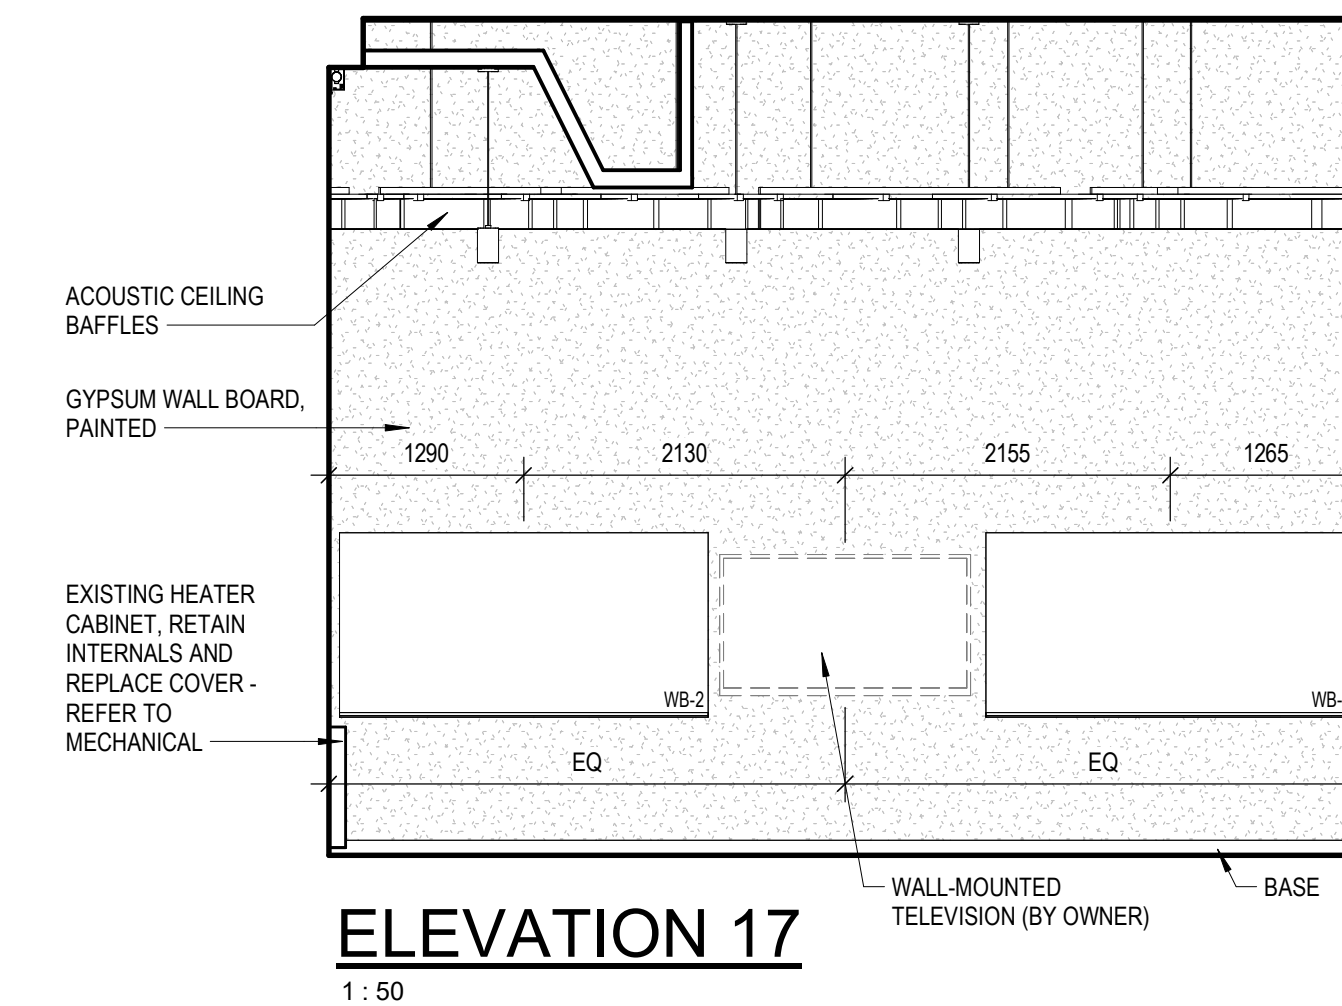 ACOUSTIC CEILING
BAFFLES
GYPSUM WALL BOARD,
PAINTED
1290
2130
2155
1265
EXISTING HEATER
CABINET, RETAIN
INTERNALS AND
REPLACE COVER -
REFER TO
MECHANICAL
WB-2
WB-
EQ
EQ
WALL-MOUNTED
TELEVISION (BY OWNER)
BASE
ELEVATION 17
1 : 50